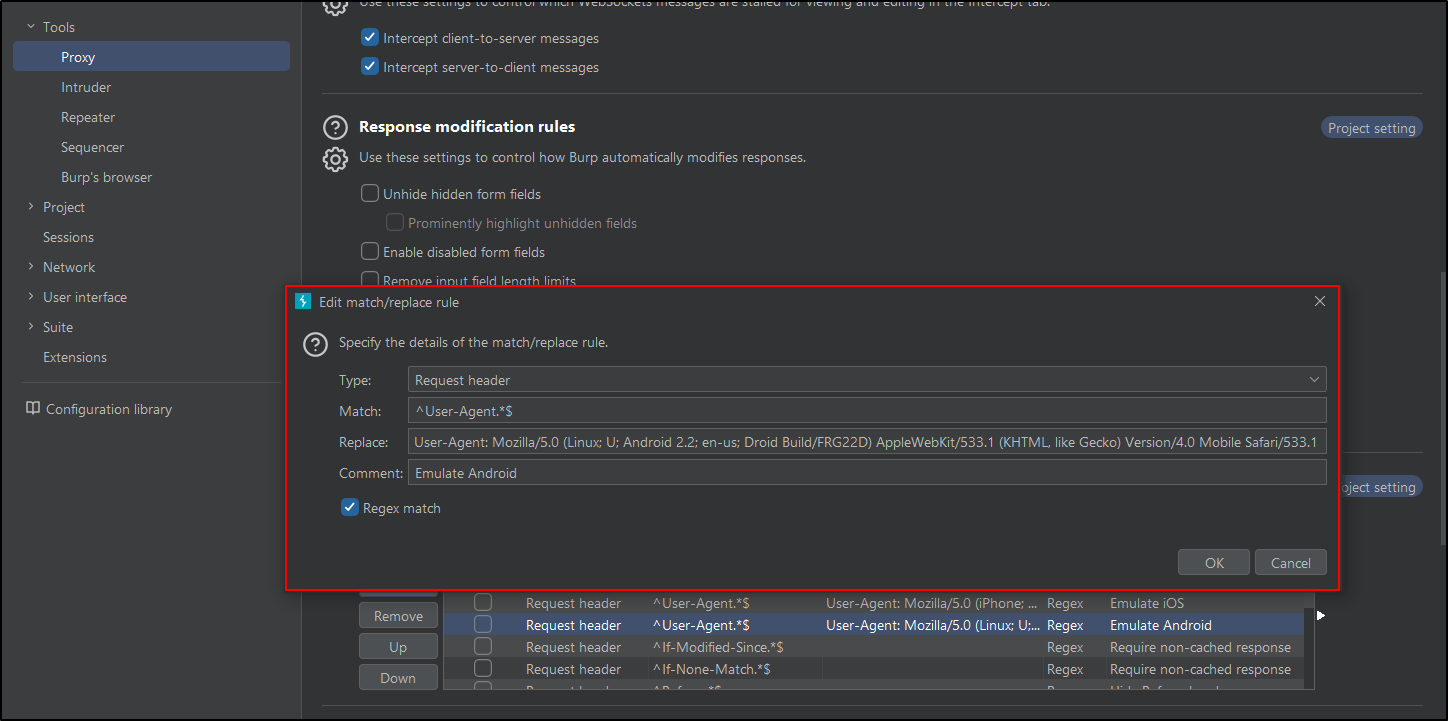 Use these settings to control which WebSockets messages are stalled for viewing and editing in the Intercept tab.
Tools
Proxy
Intruder
Repeater
Sequencer
Burp's browser
Project
Sessions
Network
User interface
Suite
Extensions
Configuration library
Intercept client-to-server messages
Intercept server-to-client messages
Response modification rules
Project setting
Use these settings to control how Burp automatically modifies responses.
Unhide hidden form fields
Prominently highlight unhidden fields
Enable disabled form fields
Remove input field length limits
Edit match/replace rule
Specify the details of the match/replace rule.
Type: Request header
Match: ^User-Agent.*$
Replace: User-Agent: Mozilla/5.0 (Linux; U; Android 2.2; en-us; Droid Build/FRG22D) AppleWebKit/533.1 (KHTML, like Gecko) Version/4.0 Mobile Safari/533.1
Comment: Emulate Android
Regex match
OK Cancel
oject setting
Remove
Up
Down
Request header ^User-Agent.*$ User-Agent: Mozilla/5.0 (iPhone; ... Regex Emulate iOS
Request header ^User-Agent.*$ User-Agent: Mozilla/5.0 (Linux; U;... Regex Emulate Android
Request header ^If-Modified-Since.*$ Regex Require non-cached response
Request header ^If-None-Match.*$ Regex Require non-cached response